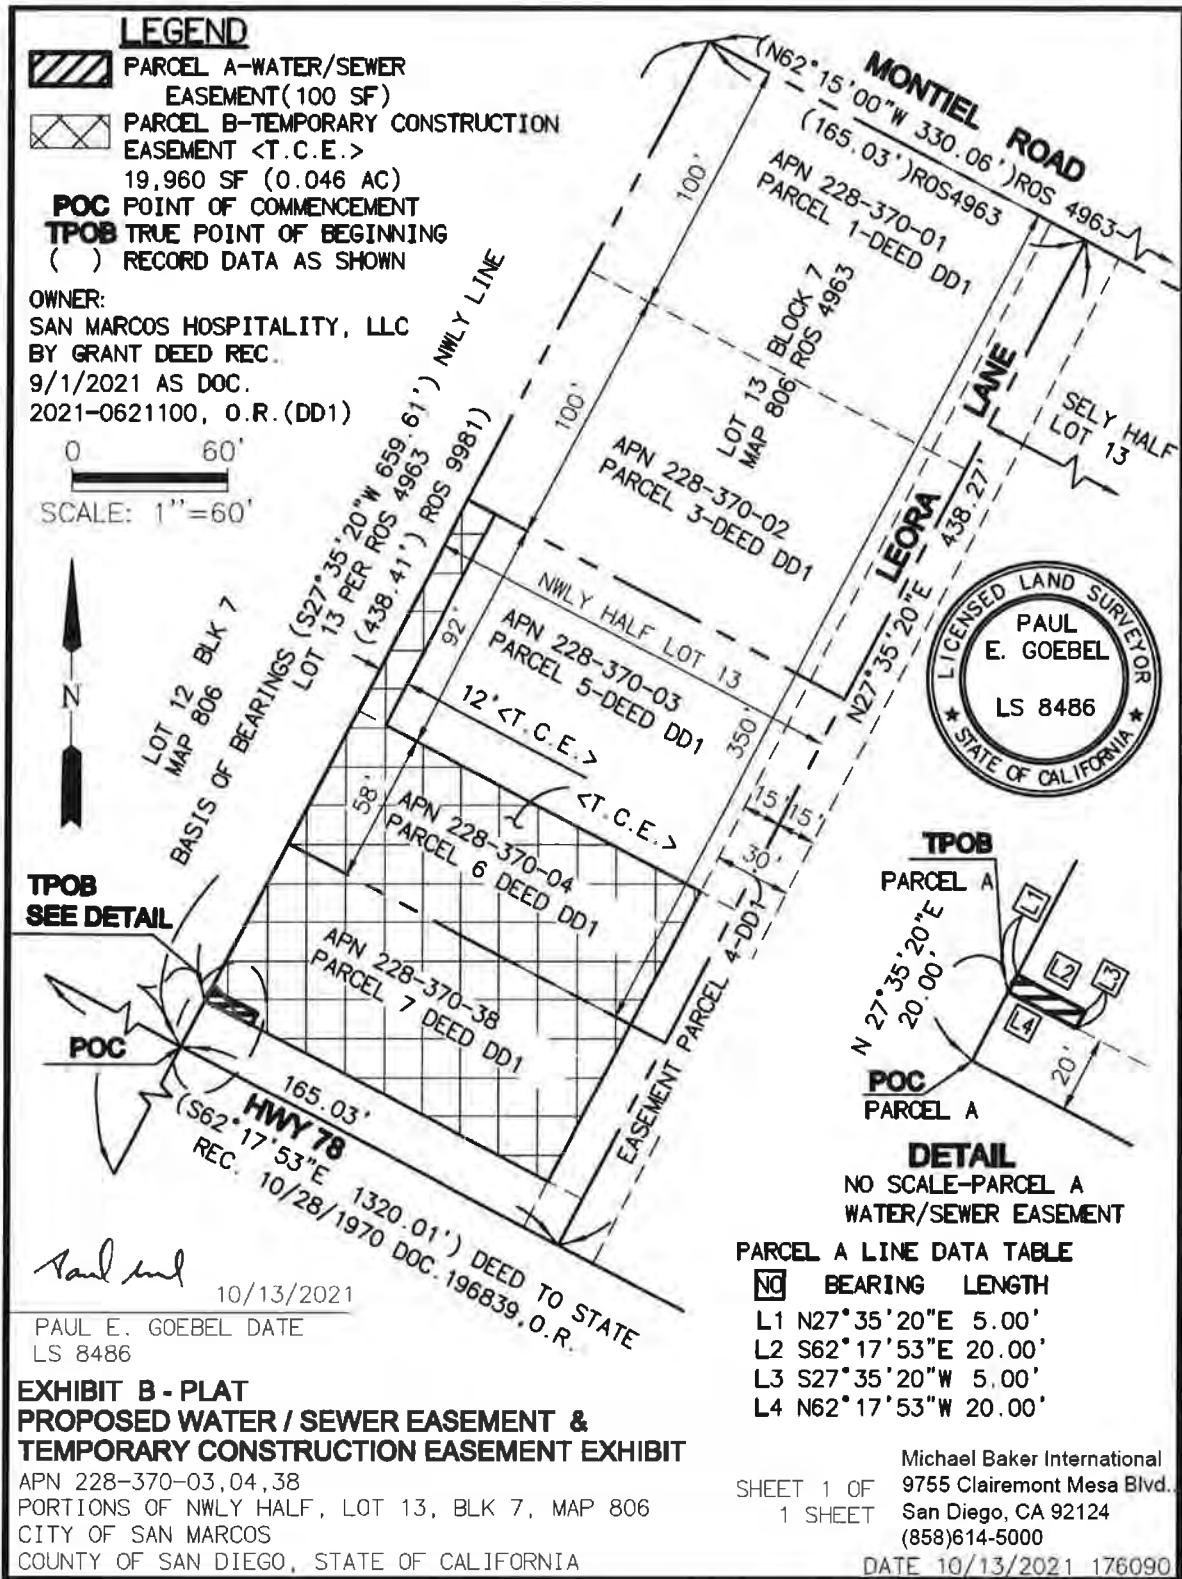 LEGEND
PARCEL A-WATER/SEWER
EASEMENT(100 SF)
PARCEL B-TEMPORARY CONSTRUCTION
EASEMENT <T.C.E.>
19,960 SF (0.046 AC)
POC POINT OF COMMENCEMENT
TPOB TRUE POINT OF BEGINNING
( ) RECORD DATA AS SHOWN
OWNER:
SAN MARCOS HOSPITALITY, LLC
BY GRANT DEED REC.
9/1/2021 AS DOC.
2021-0621100, O.R.(DD1)
0 60'
SCALE: 1''=60'
N
(N62°15'00"W 330.06')ROS 4963
MONTIEL ROAD
(165.03')ROS4963
APN 228-370-01
PARCEL 1-DEED DD1
100'
LOT 13 BLOCK 7
MAP 806 ROS 4963
100'
APN 228-370-02
PARCEL 3-DEED DD1
LEORA LANE
SELY HALF
LOT 13
N27°35'20"E 438.27'
BASIS OF BEARINGS (S27°35'20"W 659.61') NWLY LINE
LOT 13 PER ROS 4963
(438.41') ROS 9981)
LOT 12 BLK 7
MAP 806
NWLY HALF LOT 13
92'
APN 228-370-03
PARCEL 5-DEED DD1
12'<T.C.E.>
350'
<T.C.E.>
58'
APN 228-370-04
PARCEL 6 DEED DD1
15' 15'
30'
EASEMENT PARCEL 4-DD1
APN 228-370-38
PARCEL 7 DEED DD1
TPOB
SEE DETAIL
POC
165.03'
HWY 78
(S62°17'53"E 1320.01') DEED TO STATE
REC. 10/28/1970 DOC.196839,O.R.
LICENSED LAND SURVEYOR
PAUL
E. GOEBEL
LS 8486
STATE OF CALIFORNIA
TPOB
PARCEL A
L1
L2
L3
L4
N 27°35'20"E
20.00'
20'
POC
PARCEL A
DETAIL
NO SCALE-PARCEL A
WATER/SEWER EASEMENT
PARCEL A LINE DATA TABLE
NO BEARING LENGTH
L1 N27°35'20"E 5.00'
L2 S62°17'53"E 20.00'
L3 S27°35'20"W 5.00'
L4 N62°17'53"W 20.00'
10/13/2021
PAUL E. GOEBEL DATE
LS 8486
EXHIBIT B - PLAT
PROPOSED WATER / SEWER EASEMENT &
TEMPORARY CONSTRUCTION EASEMENT EXHIBIT
APN 228-370-03,04,38
PORTIONS OF NWLY HALF, LOT 13, BLK 7, MAP 806
CITY OF SAN MARCOS
COUNTY OF SAN DIEGO, STATE OF CALIFORNIA
SHEET 1 OF
1 SHEET
Michael Baker International
9755 Clairemont Mesa Blvd.
San Diego, CA 92124
(858)614-5000
DATE 10/13/2021 176090